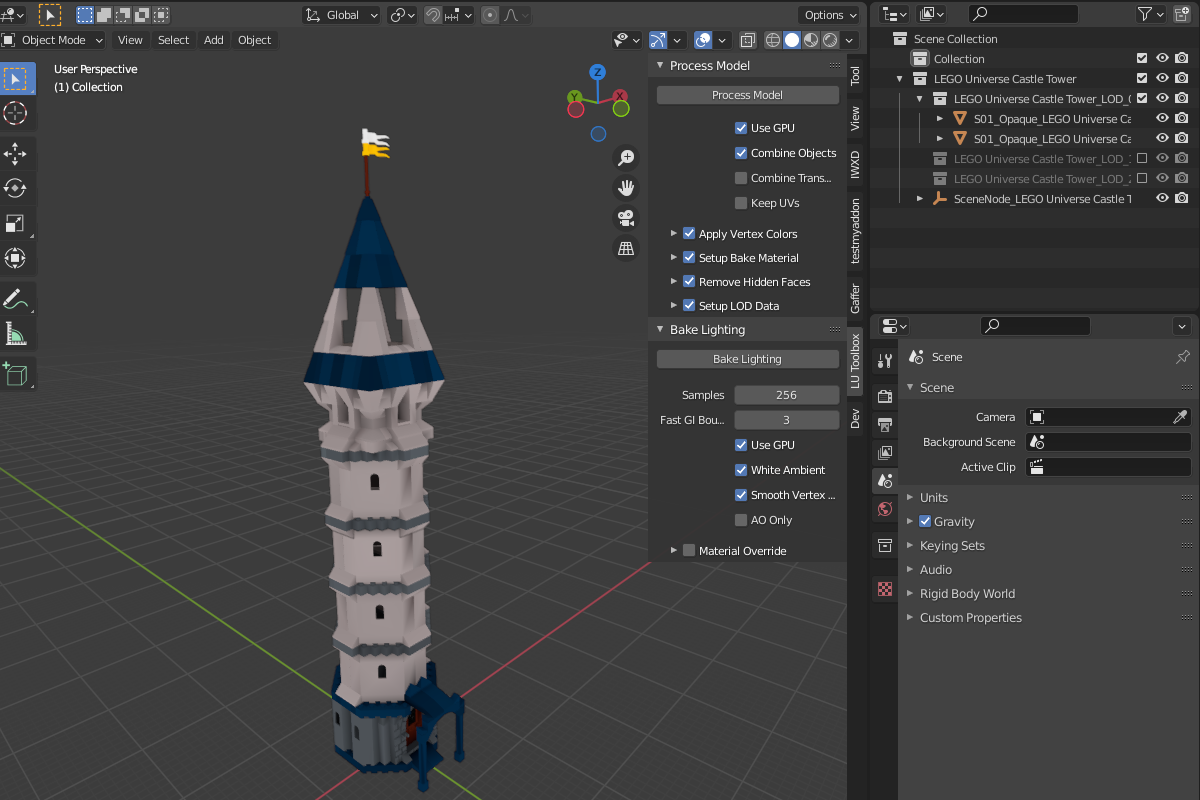 Global
Options
Object Mode
View
Select
Add
Object
User Perspective
(1) Collection
Z
Y
X
Process Model
Process Model
Use GPU
Combine Objects
Combine Trans...
Keep UVs
Apply Vertex Colors
Setup Bake Material
Remove Hidden Faces
Setup LOD Data
Bake Lighting
Bake Lighting
Samples 256
Fast GI Bou... 3
Use GPU
White Ambient
Smooth Vertex ...
AO Only
Material Override
Tool
View
IWXD
testmyaddon
Gaffer
LU Toolbox
Dev
Scene Collection
Collection
LEGO Universe Castle Tower
LEGO Universe Castle Tower_LOD_
S01_Opaque_LEGO Universe Ca
S01_Opaque_LEGO Universe Ca
LEGO Universe Castle Tower_LOD_
LEGO Universe Castle Tower_LOD_
SceneNode_LEGO Universe Castle T
Scene
Scene
Camera
Background Scene
Active Clip
Units
Gravity
Keying Sets
Audio
Rigid Body World
Custom Properties